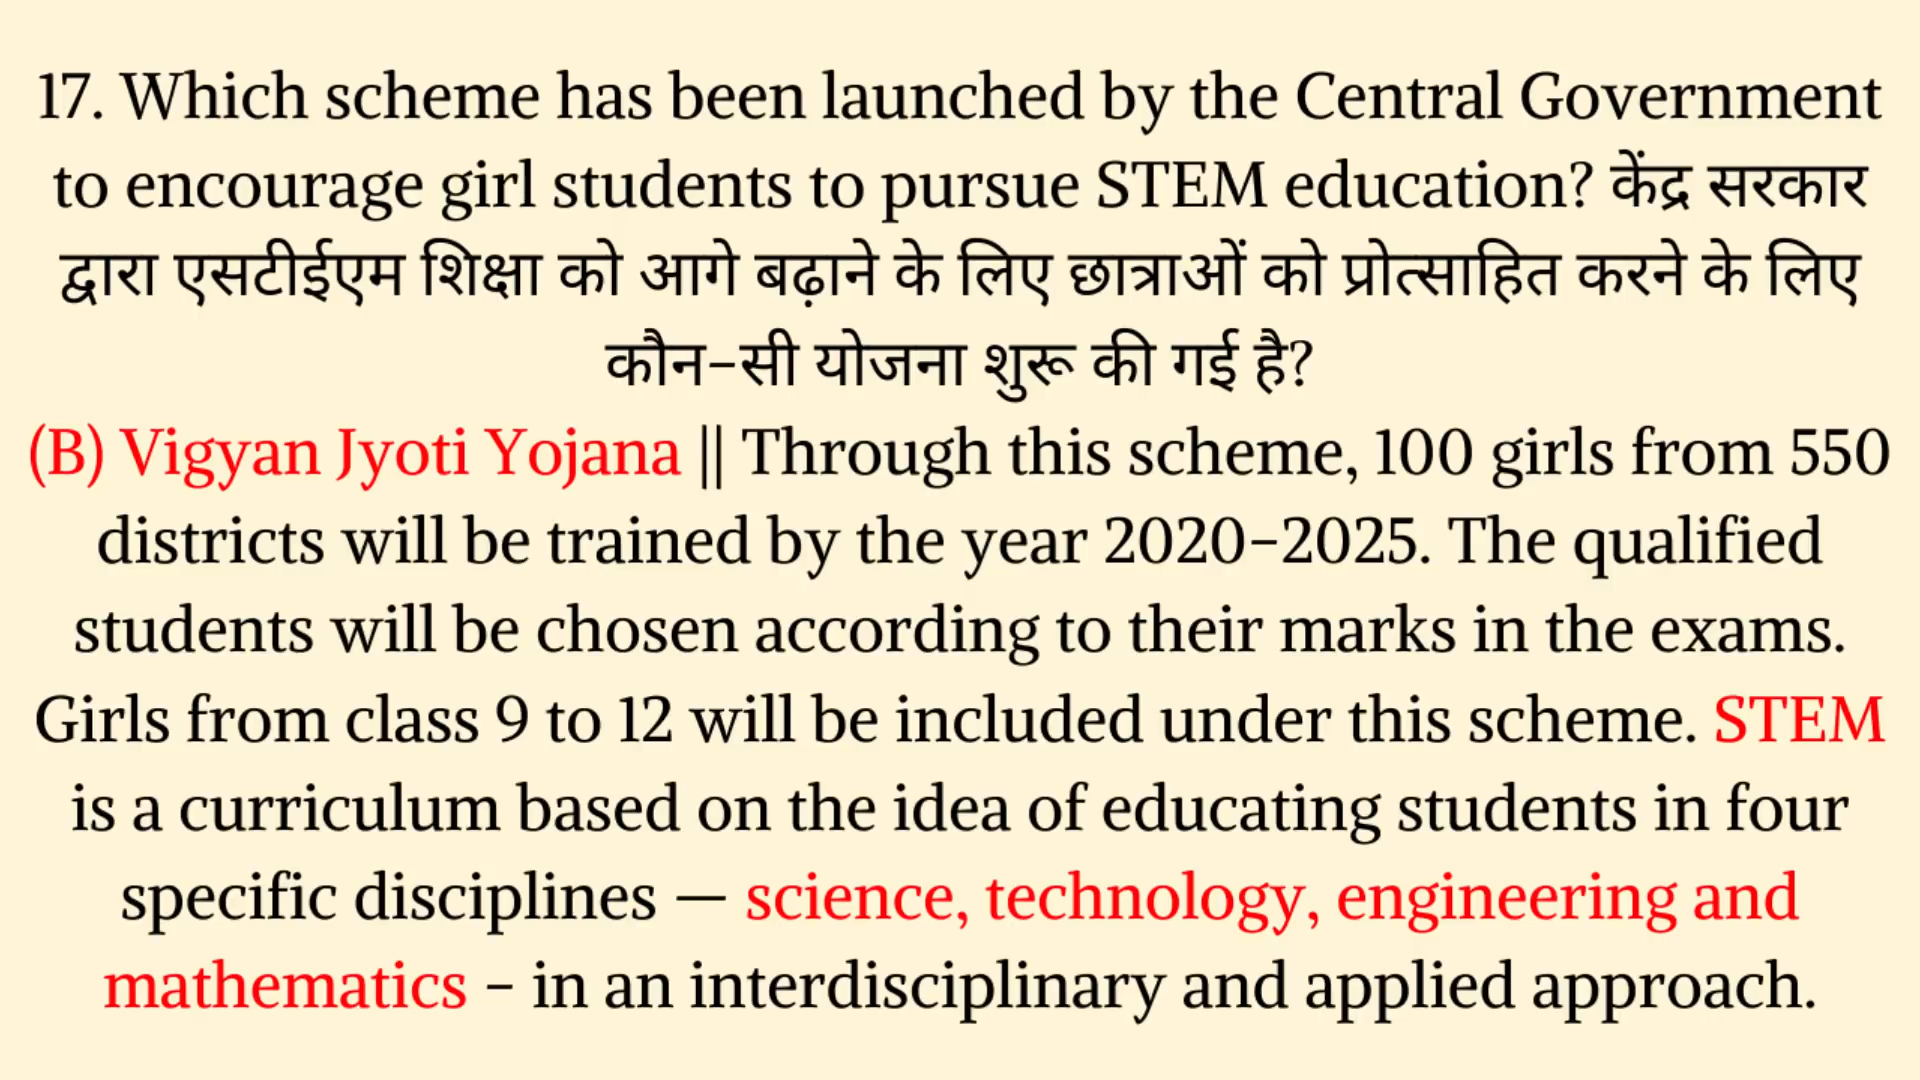 17. Which scheme has been launched by the Central Government
to encourage girl students to pursue STEM education? केंद्र सरकार
द्वारा एसटीईएम शिक्षा को आगे बढ़ाने के लिए छात्राओं को प्रोत्साहित करने के लिए
कौन-सी योजना शुरू की गई है?
(B) Vigyan Jyoti Yojana || Through this scheme, 100 girls from 550
districts will be trained by the year 2020-2025. The qualified
students will be chosen according to their marks in the exams.
Girls from class 9 to 12 will be included under this scheme. STEM
is a curriculum based on the idea of educating students in four
specific disciplines — science, technology, engineering and
mathematics - in an interdisciplinary and applied approach.